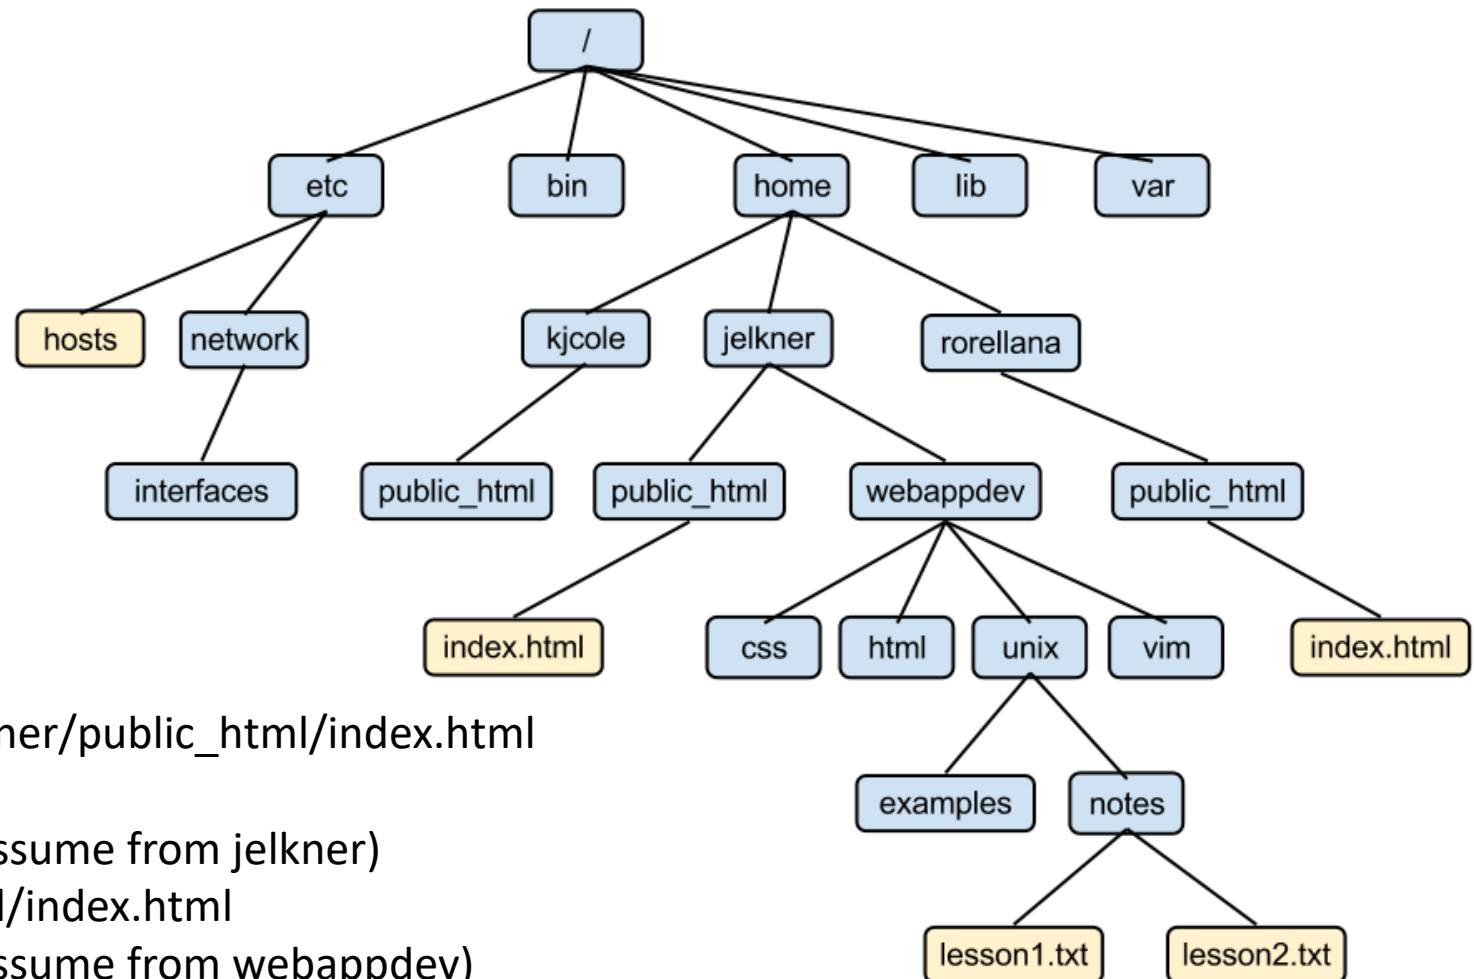 /
etc bin home lib var
hosts network kjcole jelkner rorellana
interfaces public_html public_html webappdev public_html
index.html css html unix vim index.html
ner/public_html/index.html
examples notes
ssume from jelkner)
l/index.html
lesson1.txt lesson2.txt
ssume from webappdev)